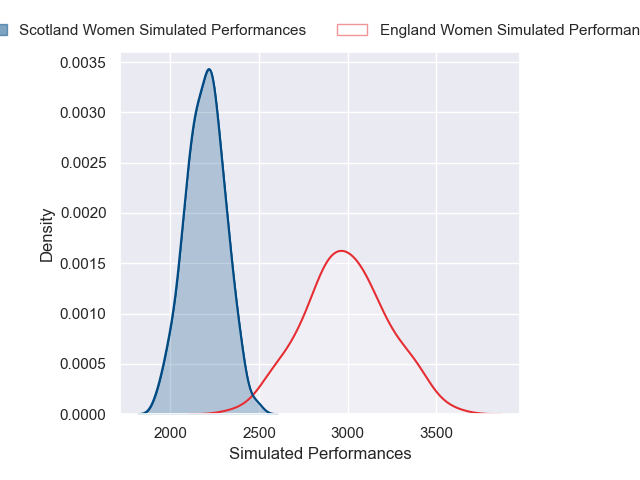 Scotland Women Simulated Performances
England Women Simulated Performan
0.0035
0.0030
0.0025
0.0020
0.0015
0.0010
0.0005
0.0000
Density
2000 2500 3000 3500
Simulated Performances